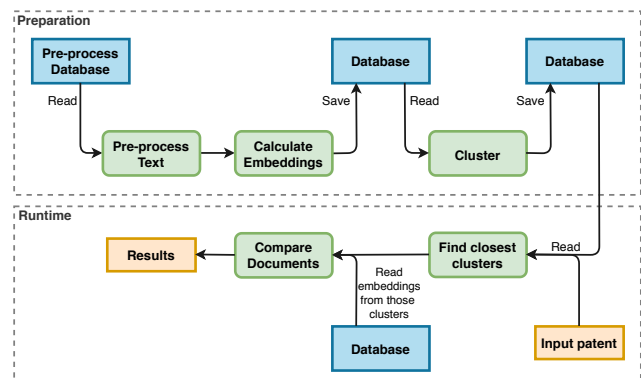 Preparation
Pre-process
Database
Database
Database
Read
Save
Read
Save
Pre-process
Text
Calculate
Embeddings
Cluster
Runtime
Results
Compare
Documents
Find closest
clusters
Read
Read
embeddings
from those
clusters
Database
Input patent